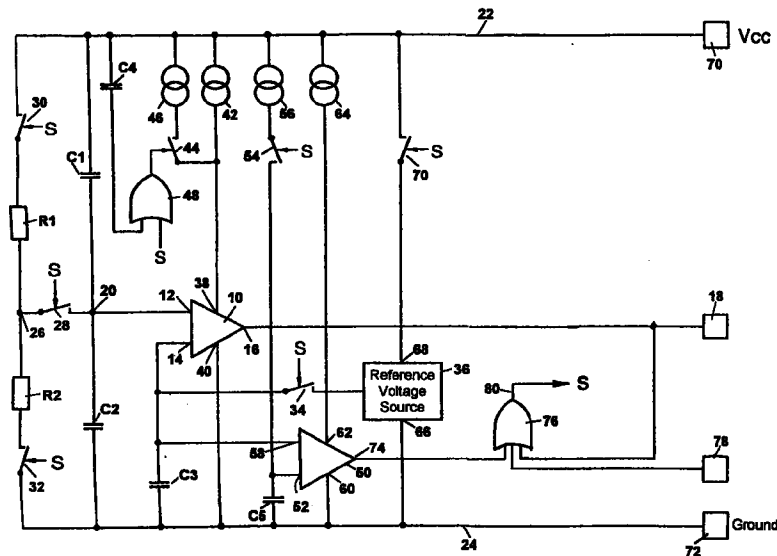 22
VCC
70
C4
30
S
46
42
56
64
44
54
S
S
70
C1
48
R1
S
S
20
12
38
10
18
26
28
14
40
16
S
68
36
Reference
Voltage
Source
80
S
76
R2
34
66
C2
62
74
58
50
78
S
C3
52
60
32
C5
24
Ground
72